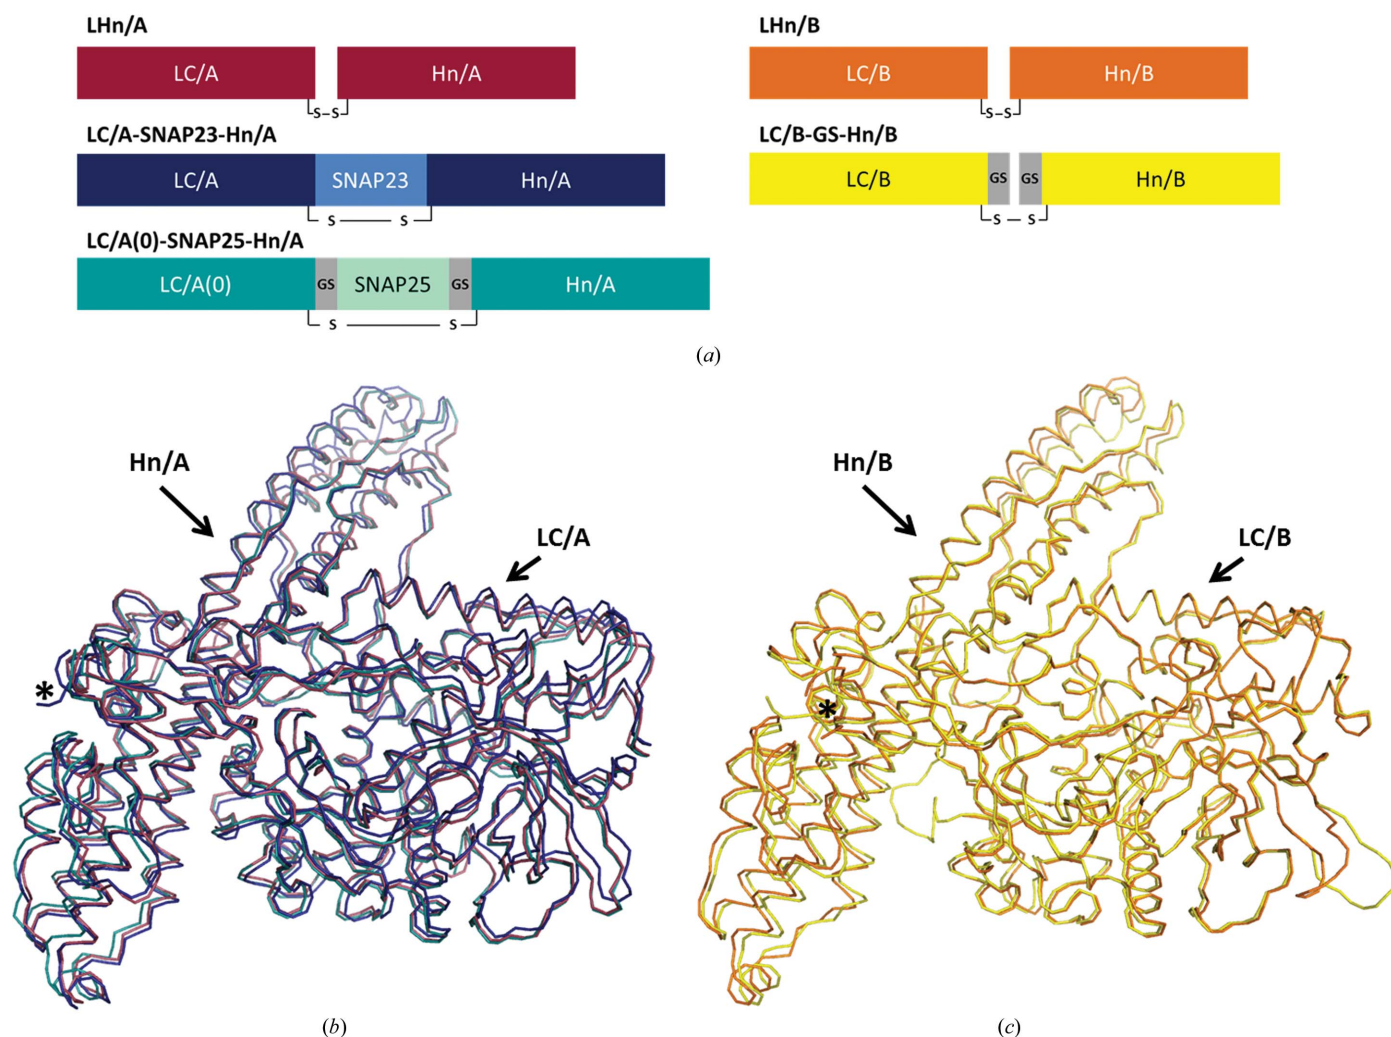 LHn/A
LC/A Hn/A
S–S
LC/A-SNAP23-Hn/A
LC/A SNAP23 Hn/A
S S
LC/A(0)-SNAP25-Hn/A
LC/A(0) GS SNAP25 GS Hn/A
S S
LHn/B
LC/B Hn/B
S–S
LC/B-GS-Hn/B
LC/B GS GS Hn/B
S S
(a)
Hn/A
LC/A
*
(b)
Hn/B
LC/B
*
(c)